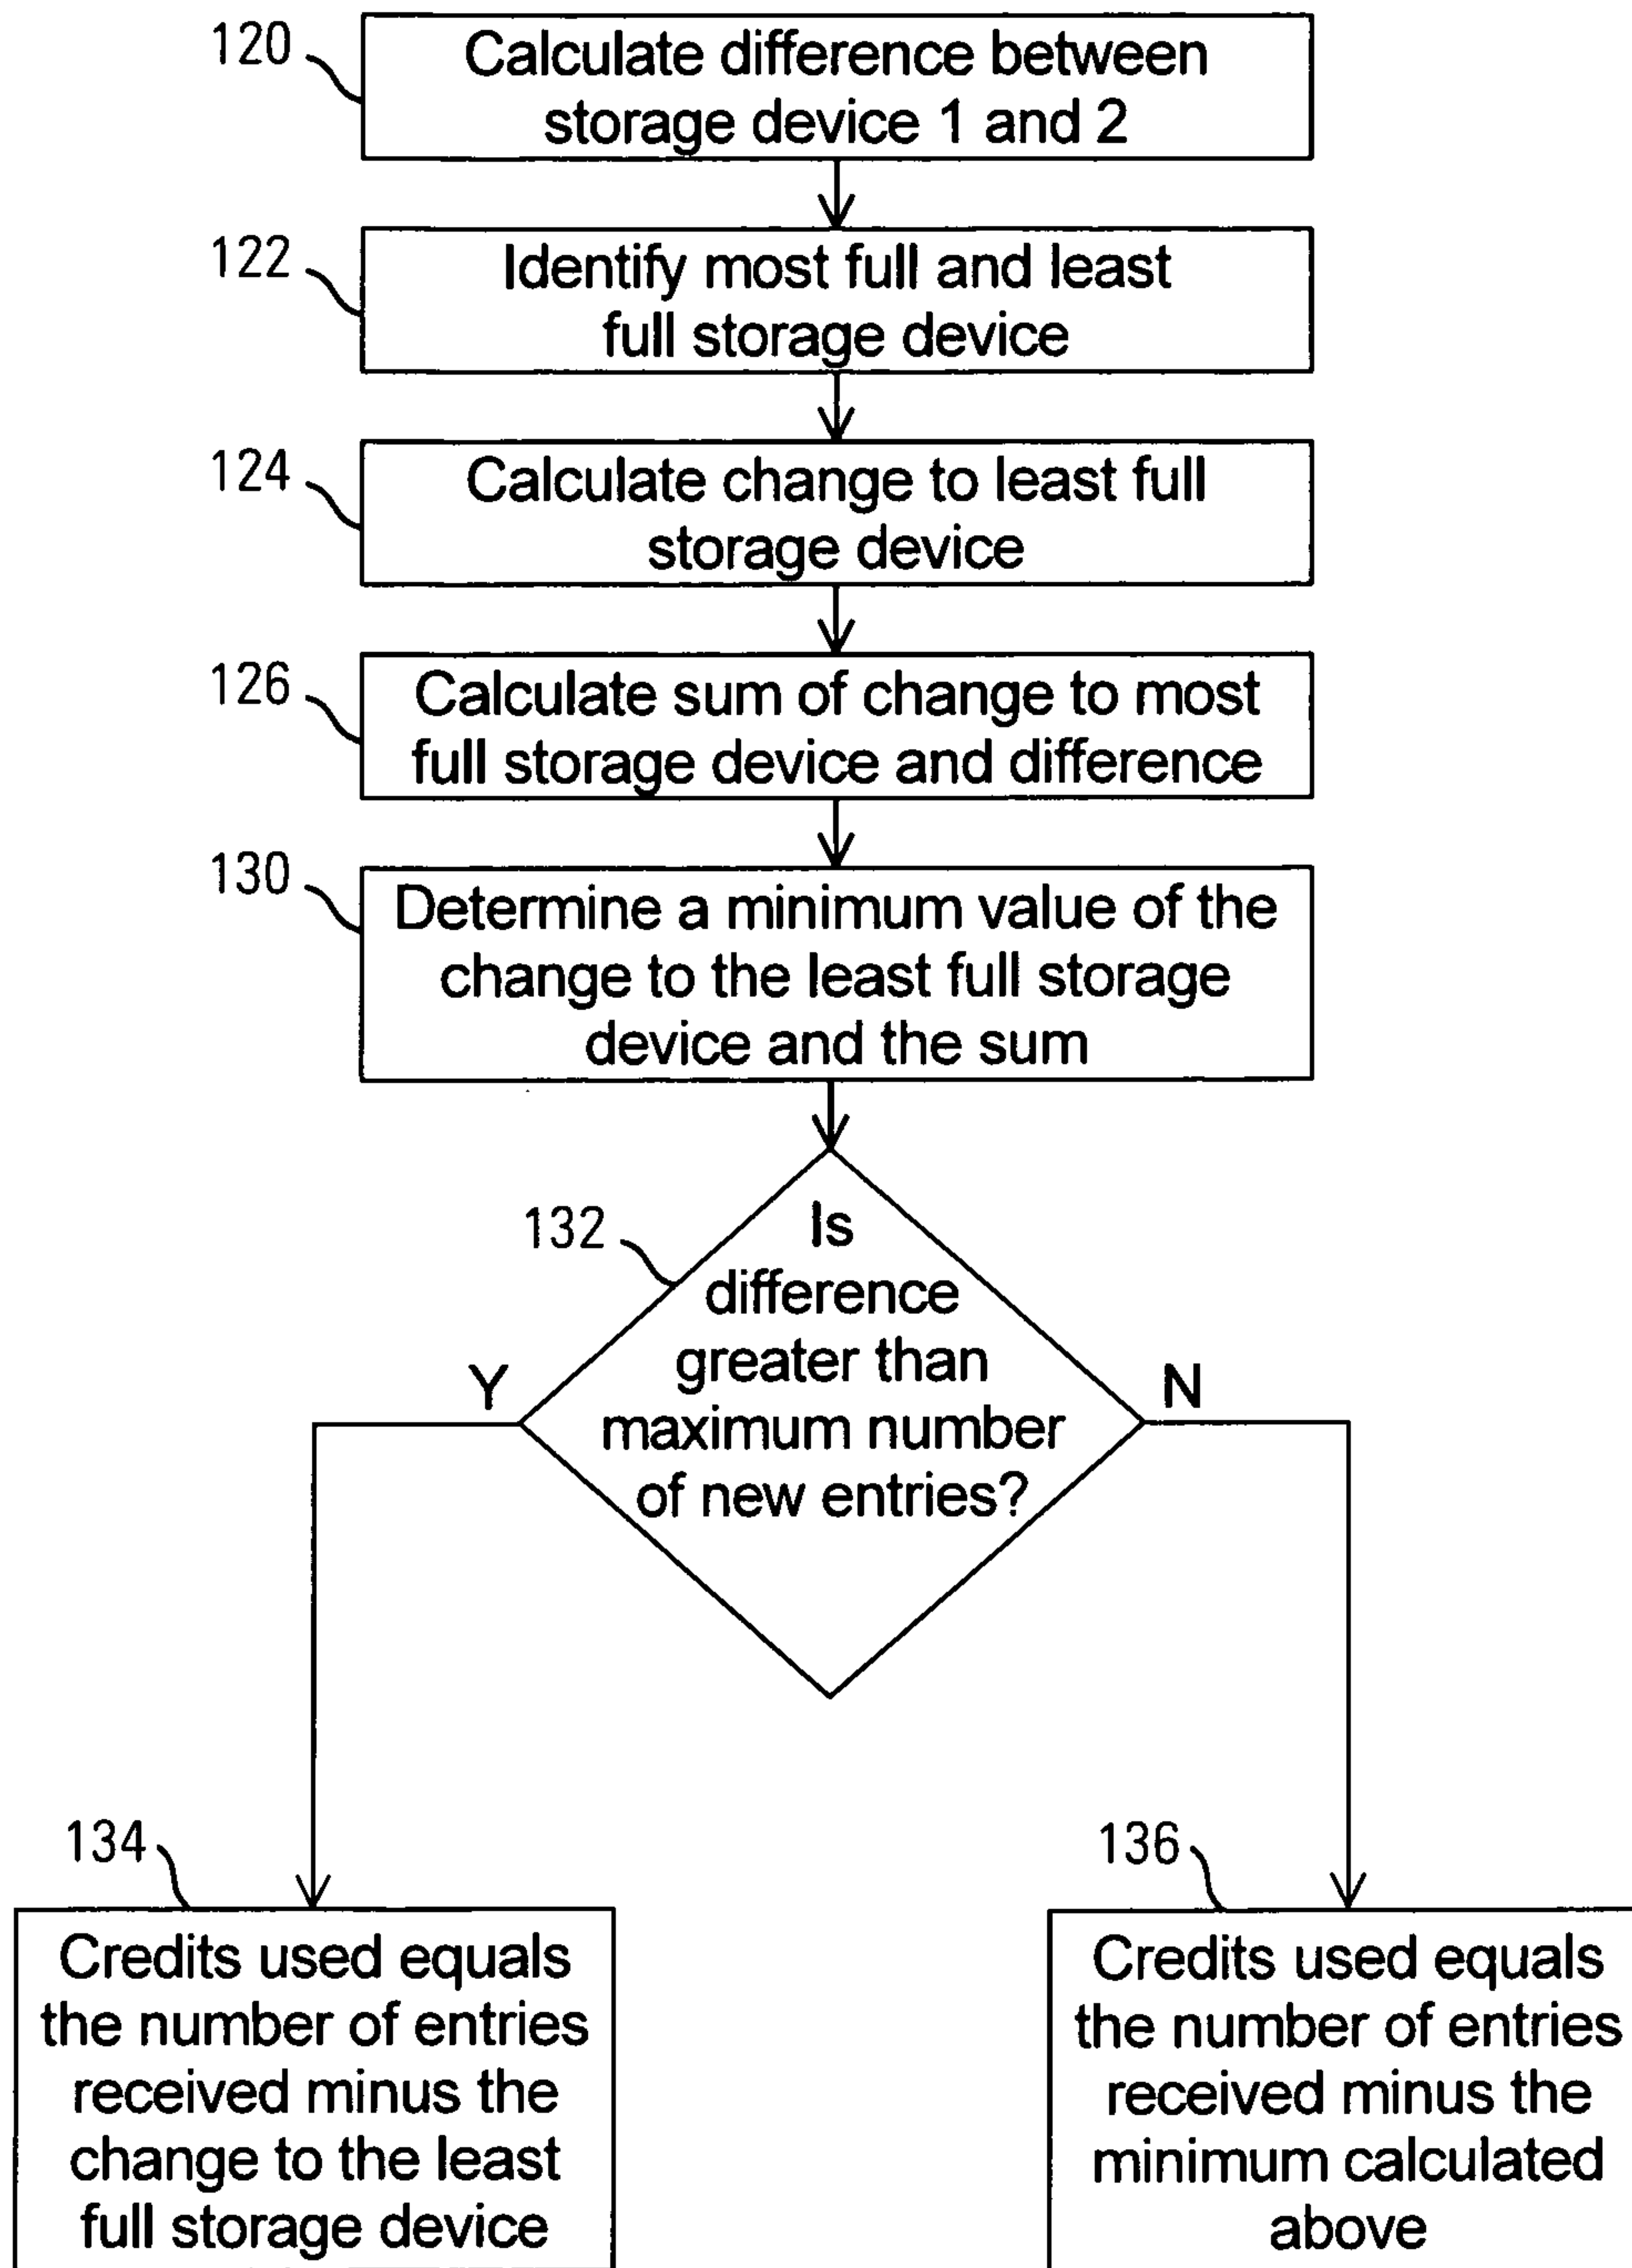 120
Calculate difference between
storage device 1 and 2
122
Identify most full and least
full storage device
124
Calculate change to least full
storage device
126
Calculate sum of change to most
full storage device and difference
130
Determine a minimum value of the
change to the least full storage
device and the sum
132
Is
difference
greater than
maximum number
of new entries?
Y
N
134
Credits used equals
the number of entries
received minus the
change to the least
full storage device
136
Credits used equals
the number of entries
received minus the
minimum calculated
above